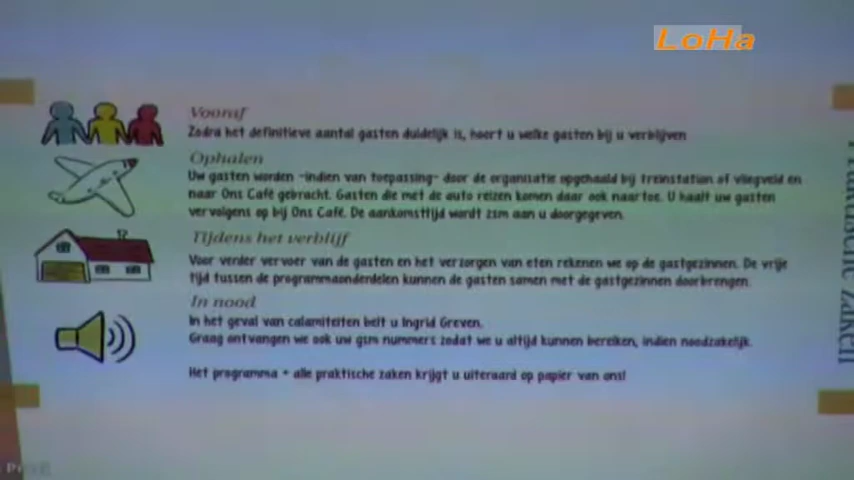 LoHa
Vooraf
Zodra het definitieve aantal gasten duidelijk is, hoort u welke gasten bij u verblijven
Ophalen
Uw gasten worden -indien van toepassing- door de organisatie opgehaald bij treinstation of vliegveld en
naar Ons Café gebracht. Gasten die met de auto reizen komen daar ook naartoe. U haalt uw gasten
vervolgens op bij Ons Café. De aankomsttijd wordt zsm aan u doorgegeven.
Tijdens het verblijf
Voor verder vervoer van de gasten en het verzorgen van eten rekenen we op de gastgezinnen. De vrije
tijd tussen de programmaonderdelen kunnen de gasten samen met de gastgezinnen doorbrengen.
In nood
In het geval van calamiteiten belt u Ingrid Greven.
Graag ontvangen we ook uw gsm nummers zodat we u altijd kunnen bereiken, indien noodzakelijk.
Het programma + alle praktische zaken krijgt u uiteraard op papier van ons!
Praktische zaken